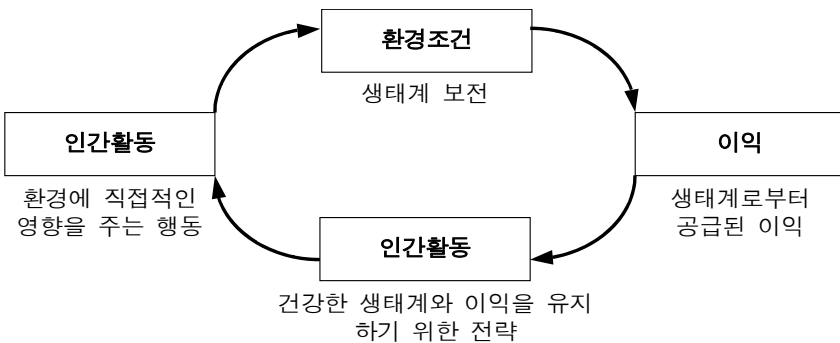 환경조건
생태계 보전
인간활동
환경에 직접적인
영향을 주는 행동
이익
생태계로부터
공급된 이익
인간활동
건강한 생태계와 이익을 유지
하기 위한 전략